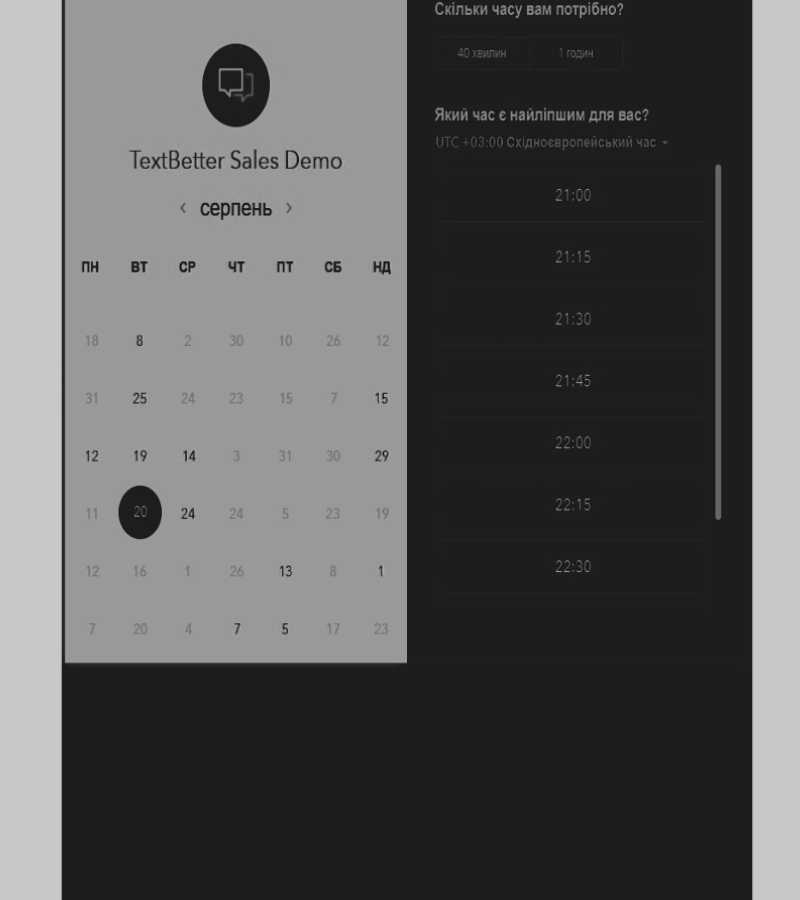 TextBetter Sales Demo
< серпень >
ПН ВТ СР ЧТ ПТ СБ НД
18 8 2 30 10 26 12
31 25 24 23 15 7 15
12 19 14 3 31 30 29
11 20 24 24 5 23 19
12 16 1 26 13 8 1
7 20 4 7 5 17 23
Скільки часу вам потрібно?
40 хвилин 1 годин
Який час є найліпшим для вас?
UTC +03:00 Східноєвропейський час
21:00
21:15
21:30
21:45
22:00
22:15
22:30